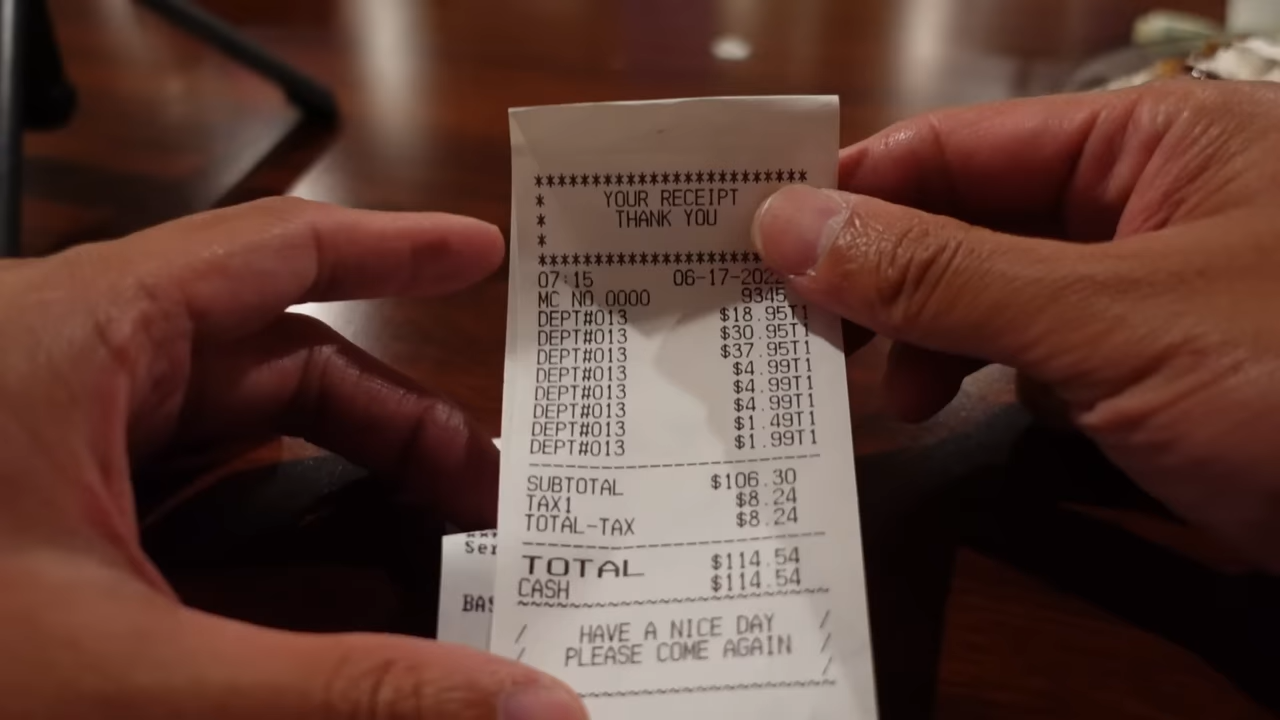 **********************
* YOUR RECEIPT
* THANK YOU
*
**********************
07:15 06-17-2022
MC NO.0000 9345
DEPT#013 $18.95T1
DEPT#013 $30.95T1
DEPT#013 $37.95T1
DEPT#013 $4.99T1
DEPT#013 $4.99T1
DEPT#013 $4.99T1
DEPT#013 $1.49T1
DEPT#013 $1.99T1
SUBTOTAL $106.30
TAX1 $8.24
TOTAL-TAX $8.24
TOTAL $114.54
CASH $114.54
/ HAVE A NICE DAY /
/ PLEASE COME AGAIN /
/
Ser
BAS